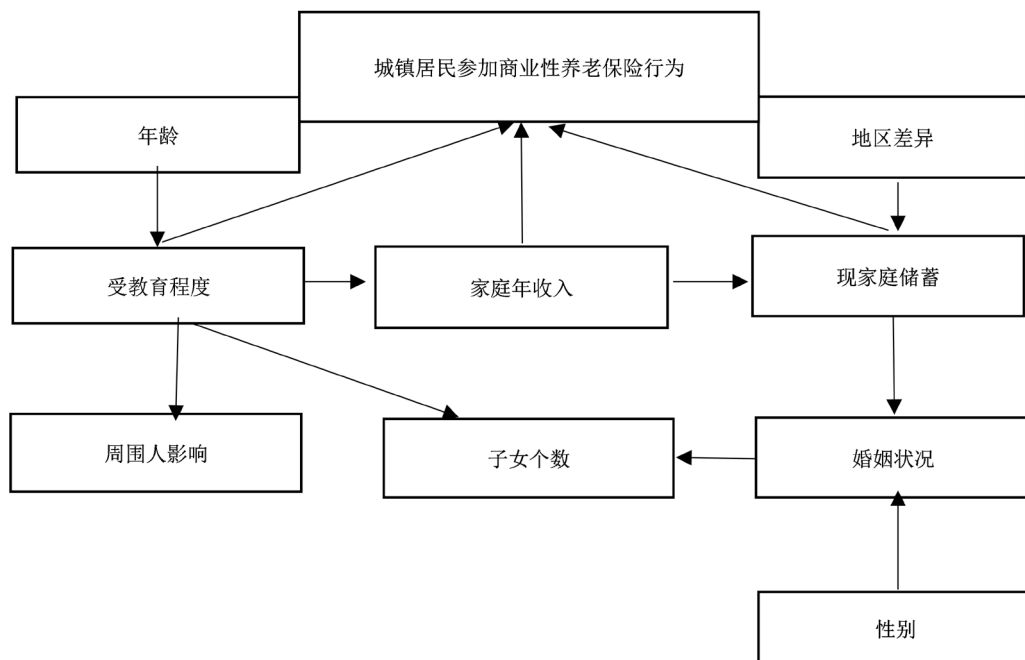 城镇居民参加商业性养老保险行为
年龄
地区差异
受教育程度
家庭年收入
现家庭储蓄
周围人影响
子女个数
婚姻状况
性别